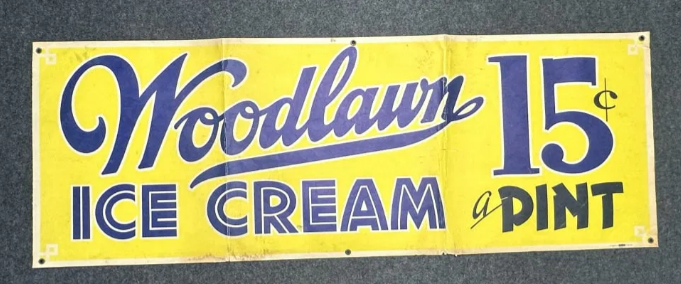 Woodlawn
ICE CREAM
15¢
a PINT